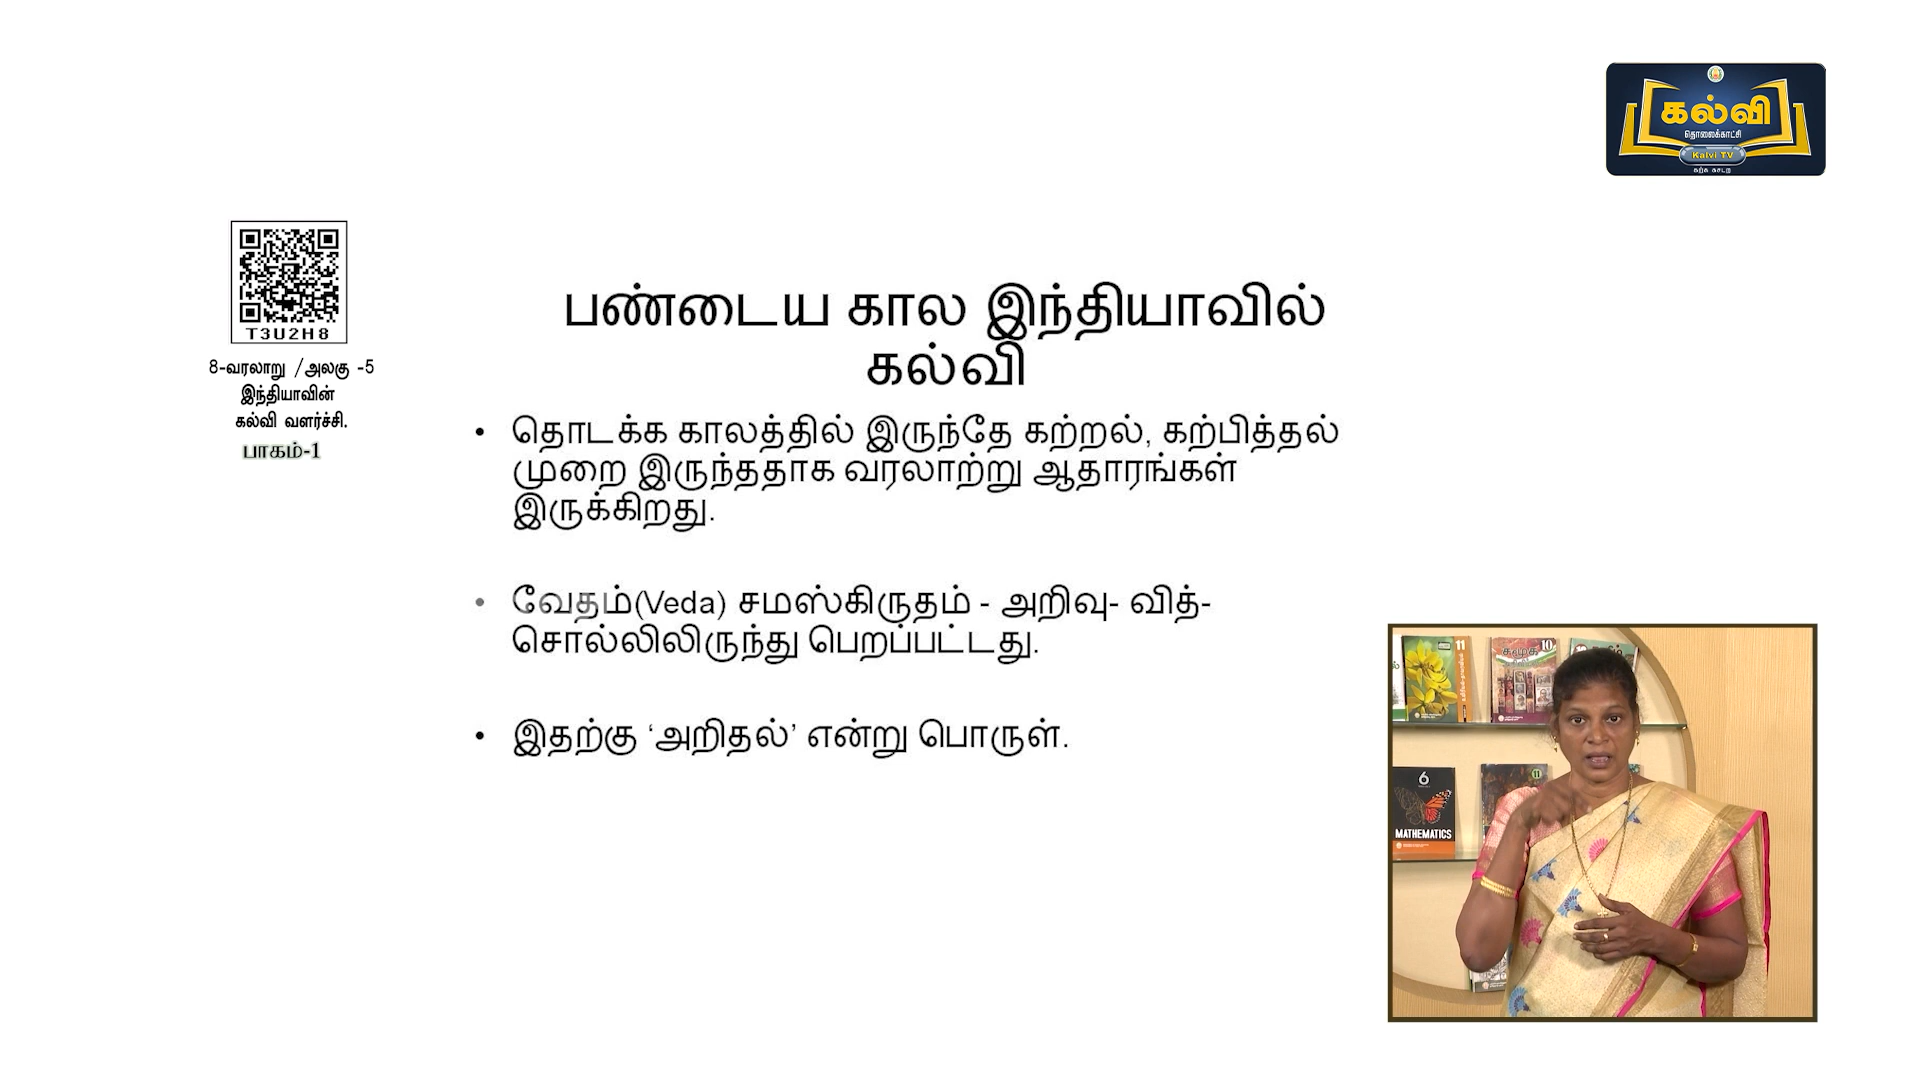 கல்வி
தொலைக்காட்சி
Kalvi TV
கற்க கசடற
T3U2H8
8-வரலாறு /அலகு -5
இந்தியாவின்
கல்வி வளர்ச்சி.
பாகம்-1
பண்டைய கால இந்தியாவில்
கல்வி
• தொடக்க காலத்தில் இருந்தே கற்றல், கற்பித்தல்
முறை இருந்ததாக வரலாற்று ஆதாரங்கள்
இருக்கிறது.
• வேதம்(Veda) சமஸ்கிருதம் - அறிவு- வித்-
சொல்லிலிருந்து பெறப்பட்டது.
• இதற்கு ‘அறிதல்’ என்று பொருள்.
11
10
6
MATHEMATICS
11